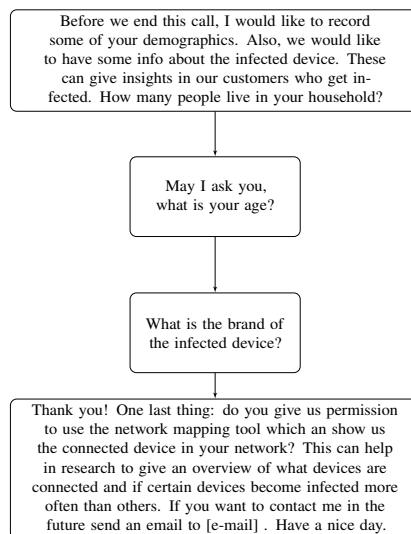 Before we end this call, I would like to record
some of your demographics. Also, we would like
to have some info about the infected device. These
can give insights in our customers who get in-
fected. How many people live in your household?
May I ask you,
what is your age?
What is the brand of
the infected device?
Thank you! One last thing: do you give us permission
to use the network mapping tool which an show us
the connected device in your network? This can help
in research to give an overview of what devices are
connected and if certain devices become infected more
often than others. If you want to contact me in the
future send an email to [e-mail] . Have a nice day.